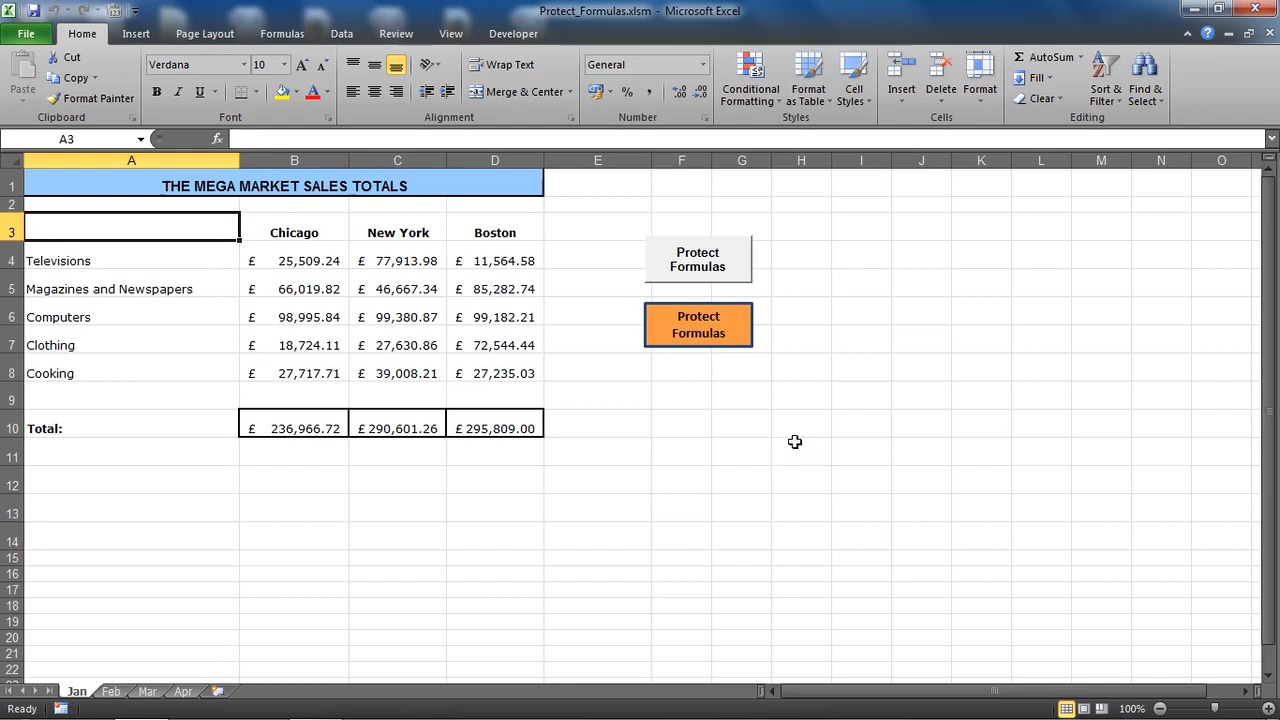 Protect_Formulas.xlsm - Microsoft Excel
File Home Insert Page Layout Formulas Data Review View Developer
Paste
Cut
Copy
Format Painter
Clipboard
Verdana 10
B I U
Font
Wrap Text
Merge & Center
Alignment
General
%
Number
Conditional Formatting
Format as Table
Cell Styles
Styles
Insert Delete Format
Cells
Σ AutoSum
Fill
Clear
Sort & Filter
Find & Select
Editing
A3 fx
A B C D E F G H I J K L M N O
1 THE MEGA MARKET SALES TOTALS
2
3 Chicago New York Boston
4 Televisions £ 25,509.24 £ 77,913.98 £ 11,564.58
5 Magazines and Newspapers £ 66,019.82 £ 46,667.34 £ 85,282.74
6 Computers £ 98,995.84 £ 99,380.87 £ 99,182.21
7 Clothing £ 18,724.11 £ 27,630.86 £ 72,544.44
8 Cooking £ 27,717.71 £ 39,008.21 £ 27,235.03
9
10 Total: £ 236,966.72 £ 290,601.26 £ 295,809.00
11
12
13
14
15
16
17
18
19
20
21
22
Protect
Formulas
Protect
Formulas
Jan Feb Mar Apr
Ready 100%